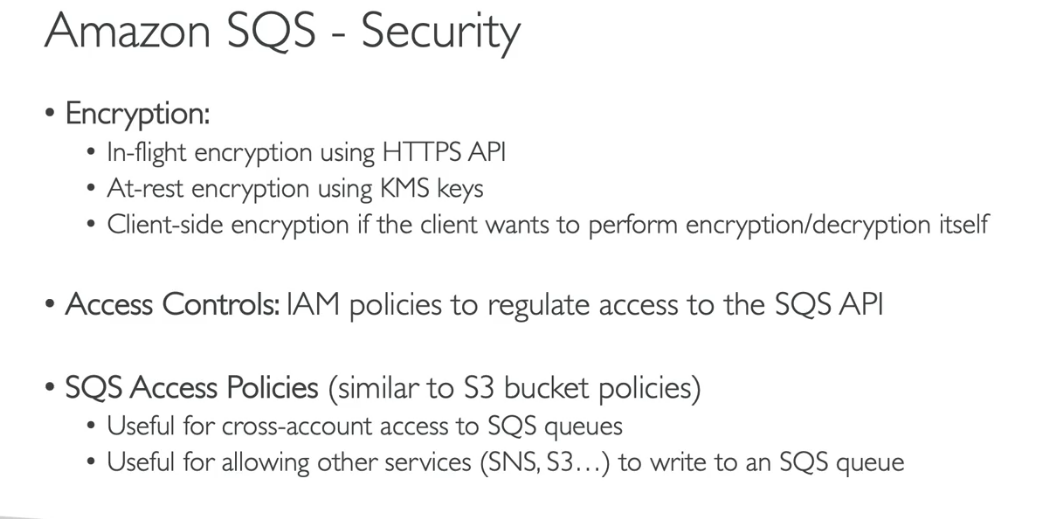 Amazon SQS - Security
• Encryption:
• In-flight encryption using HTTPS API
• At-rest encryption using KMS keys
• Client-side encryption if the client wants to perform encryption/decryption itself
• Access Controls: IAM policies to regulate access to the SQS API
• SQS Access Policies (similar to S3 bucket policies)
• Useful for cross-account access to SQS queues
• Useful for allowing other services (SNS, S3…) to write to an SQS queue